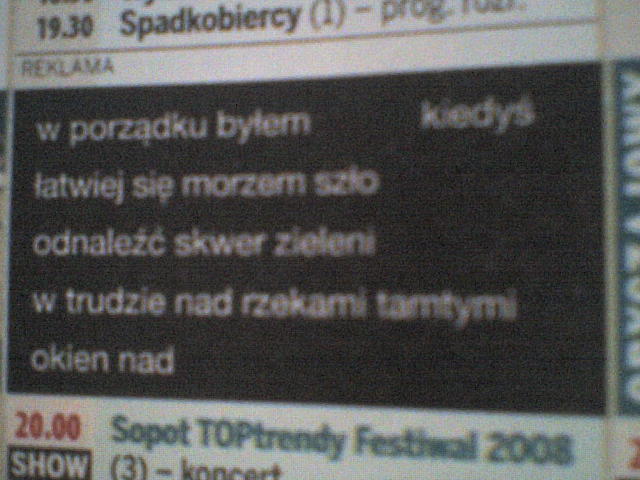 19.30 Spadkobiercy (1) – prog. rozr.
REKLAMA
w porządku byłem kiedyś
łatwiej się morzem szło
odnaleźć skwer zieleni
w trudzie nad rzekami tamtymi
okien nad
20.00 Sopot TOPtrendy Festiwal 2008
SHOW (3) – koncert